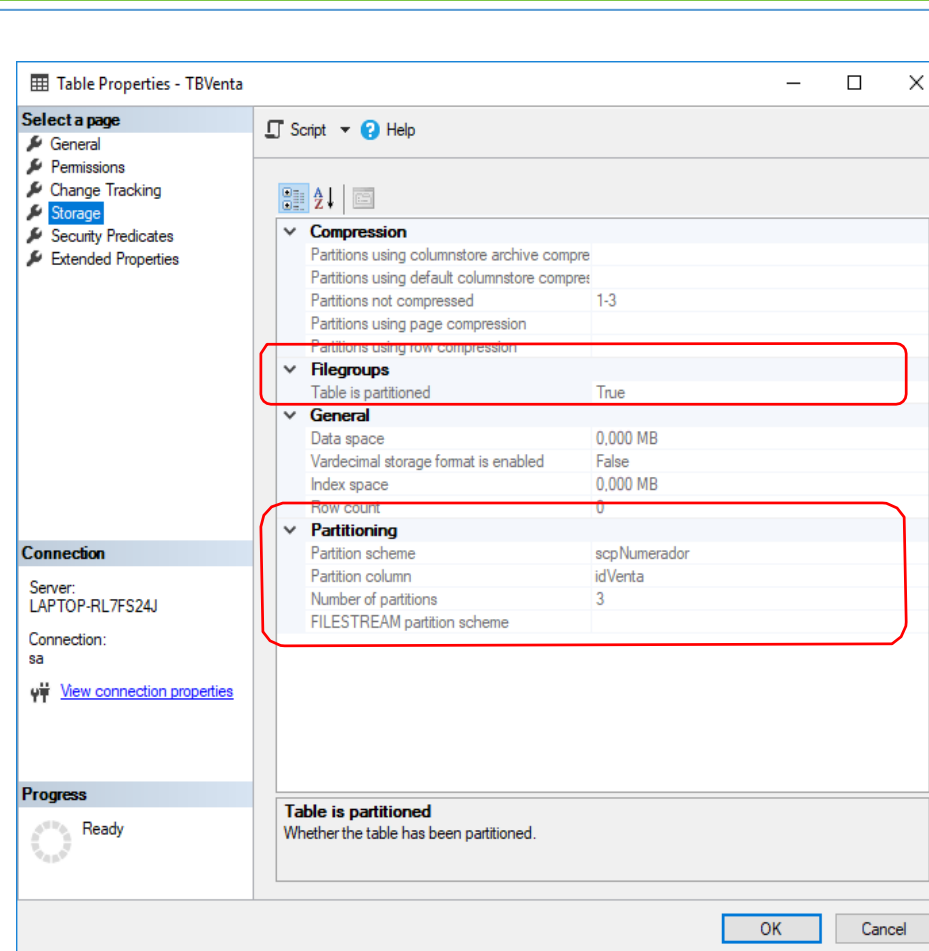 Table Properties - TBVenta
Select a page
General
Permissions
Change Tracking
Storage
Security Predicates
Extended Properties
Connection
Server:
LAPTOP-RL7FS24J
Connection:
sa
View connection properties
Progress
Ready
Script Help
Compression
Partitions using columnstore archive compre
Partitions using default columnstore compres
Partitions not compressed 1-3
Partitions using page compression
Partitions using row compression
Filegroups
Table is partitioned True
General
Data space 0,000 MB
Vardecimal storage format is enabled False
Index space 0,000 MB
Row count 0
Partitioning
Partition scheme scpNumerador
Partition column idVenta
Number of partitions 3
FILESTREAM partition scheme
Table is partitioned
Whether the table has been partitioned.
OK Cancel